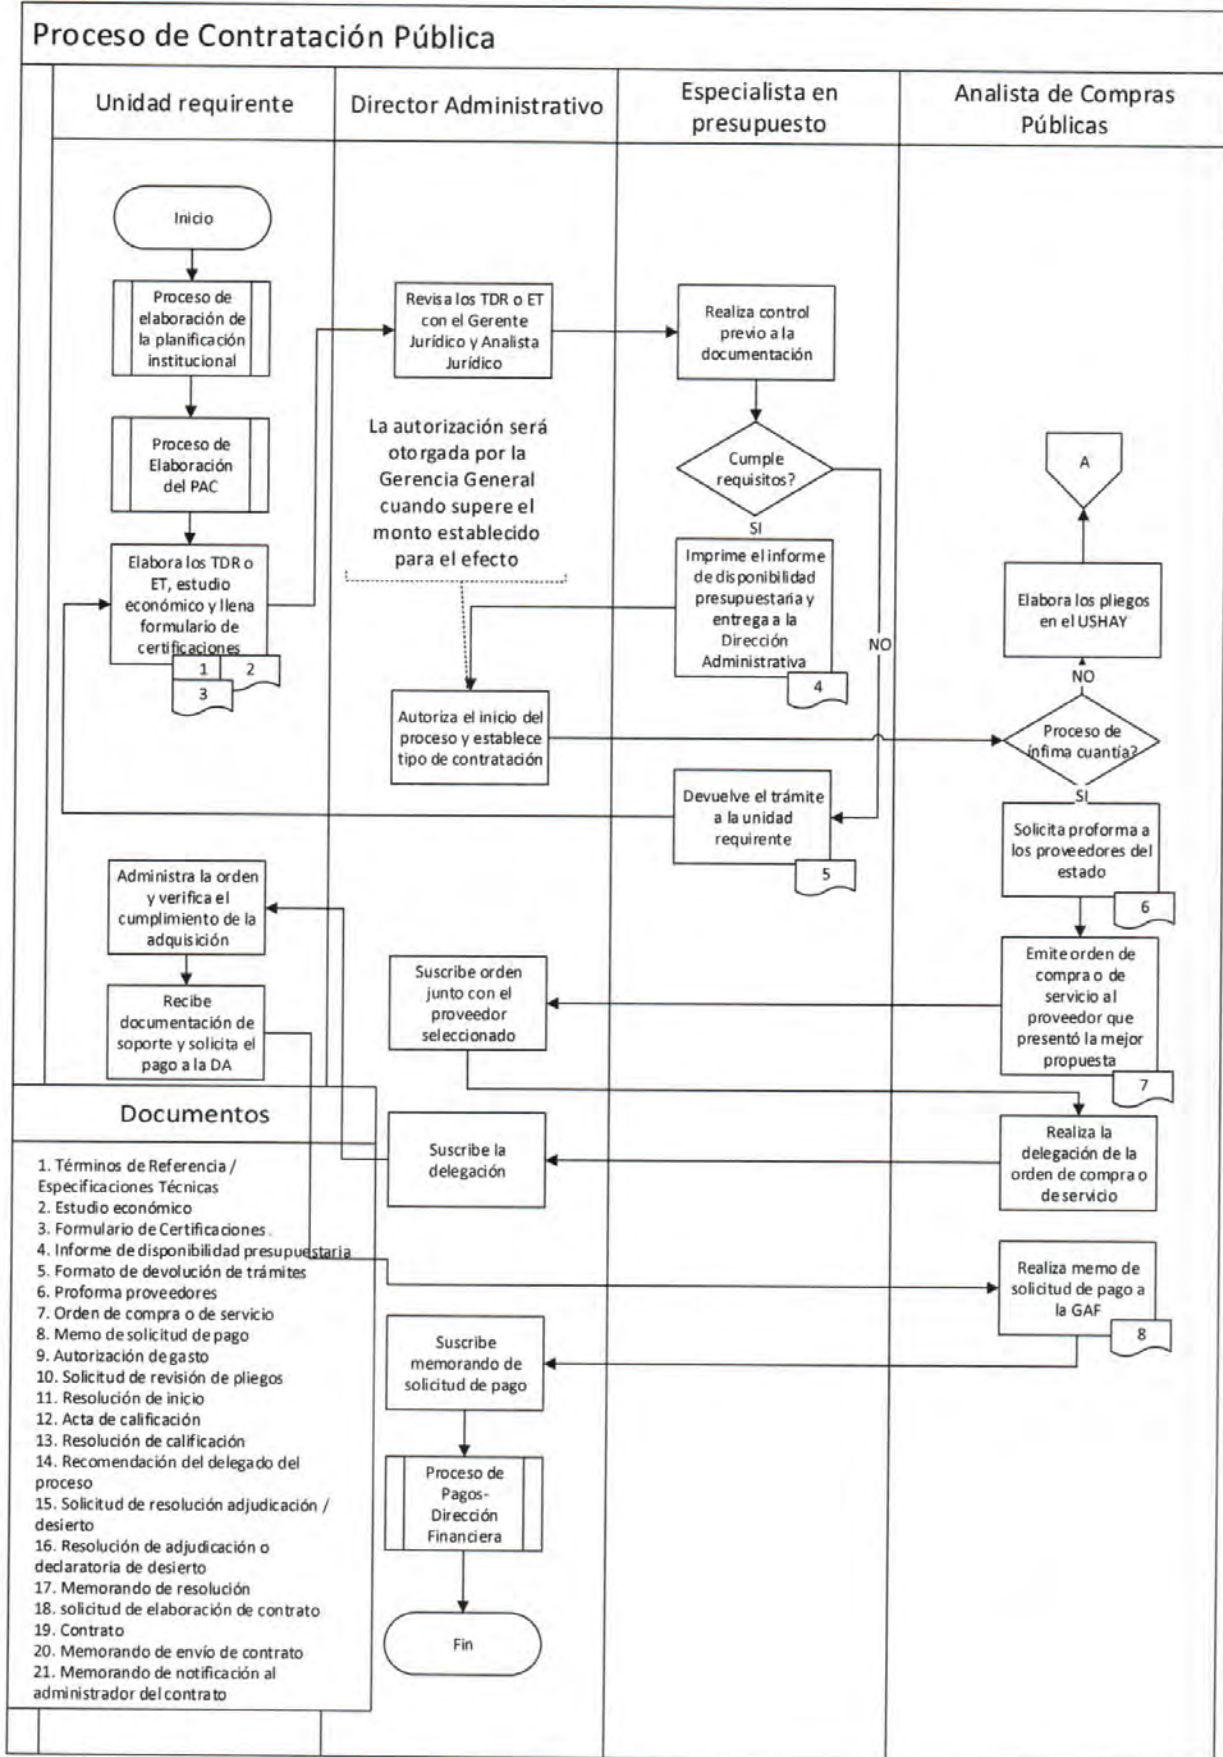 Proceso de Contratación Pública
Unidad requirente
Director Administrativo
Especialista en
presupuesto
Analista de Compras
Públicas
Inicio
Proceso de
elaboración de
la planificación
institucional
Proceso de
Elaboración
del PAC
Elabora los TDR o
ET, estudio
económico y llena
formulario de
certificaciones
1
2
3
Revisa los TDR o ET
con el Gerente
Jurídico y Analista
Jurídico
La autorización será
otorgada por la
Gerencia General
cuando supere el
monto establecido
para el efecto
Autoriza el inicio del
proceso y establece
tipo de contratación
Realiza control
previo a la
documentación
Cumple
requisitos?
SI
NO
Imprime el informe
de disponibilidad
presupuestaria y
entrega a la
Dirección
Administrativa
4
Devuelve el trámite
a la unidad
requirente
5
A
Elabora los pliegos
en el USHAY
NO
Proceso de
ínfima cuantía?
SI
Solicita proforma a
los proveedores del
estado
6
Emite orden de
compra o de
servicio al
proveedor que
presentó la mejor
propuesta
7
Suscribe orden
junto con el
proveedor
seleccionado
Realiza la
delegación de la
orden de compra o
de servicio
Suscribe la
delegación
Administra la orden
y verifica el
cumplimiento de la
adquisición
Recibe
documentación de
soporte y solicita el
pago a la DA
Realiza memo de
solicitud de pago a
la GAF
8
Suscribe
memorando de
solicitud de pago
Proceso de
Pagos-
Dirección
Financiera
Fin
Documentos
1. Términos de Referencia /
Especificaciones Técnicas
2. Estudio económico
3. Formulario de Certificaciones.
4. Informe de disponibilidad presupuestaria
5. Formato de devolución de trámites
6. Proforma proveedores
7. Orden de compra o de servicio
8. Memo de solicitud de pago
9. Autorización de gasto
10. Solicitud de revisión de pliegos
11. Resolución de inicio
12. Acta de calificación
13. Resolución de calificación
14. Recomendación del delegado del
proceso
15. Solicitud de resolución adjudicación /
desierto
16. Resolución de adjudicación o
declaratoria de desierto
17. Memorando de resolución
18. solicitud de elaboración de contrato
19. Contrato
20. Memorando de envío de contrato
21. Memorando de notificación al
administrador del contrato